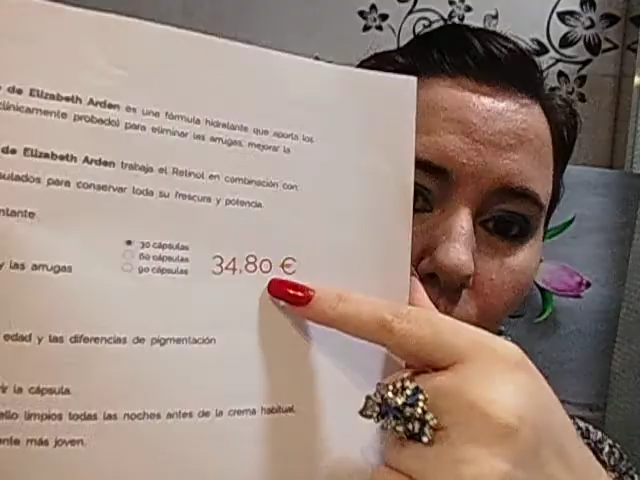 de Elizabeth Arden es una fórmula hidratante que aporta los
clínicamente probado) para eliminar las arrugas, mejorar la
de Elizabeth Arden trabaja el Retinol en combinación con
sulados para conservar toda su frescura y potencia.
30 cápsulas
60 cápsulas
90 cápsulas
34,80 €
y las arrugas
edad y las diferencias de pigmentación
rir la cápsula.
ello limpios todas las noches antes de la crema habitual.
nte más joven.